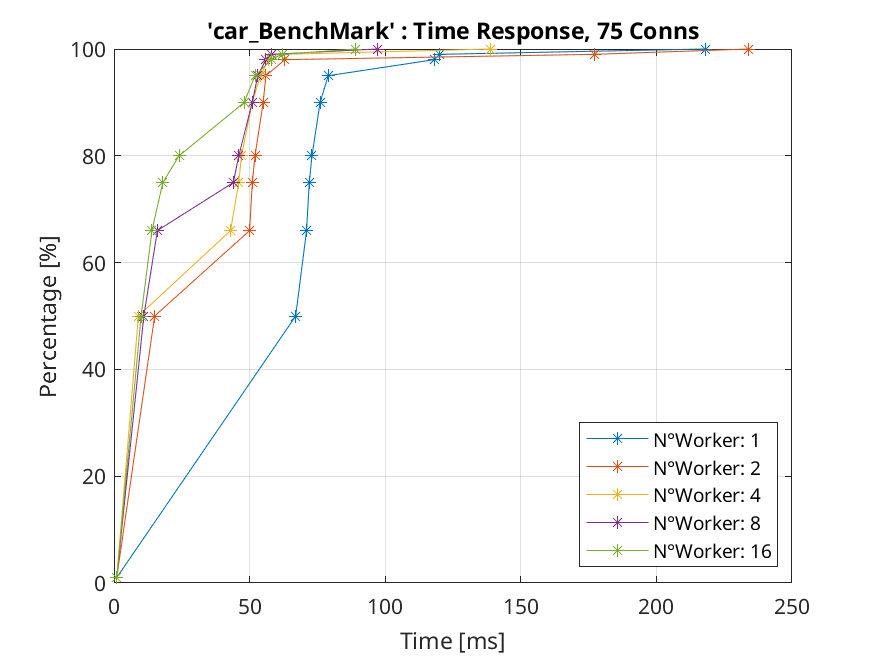 'car_BenchMark' : Time Response, 75 Conns
100
80
60
40
20
0
Percentage [%]
0 50 100 150 200 250
Time [ms]
N°Worker: 1
N°Worker: 2
N°Worker: 4
N°Worker: 8
N°Worker: 16